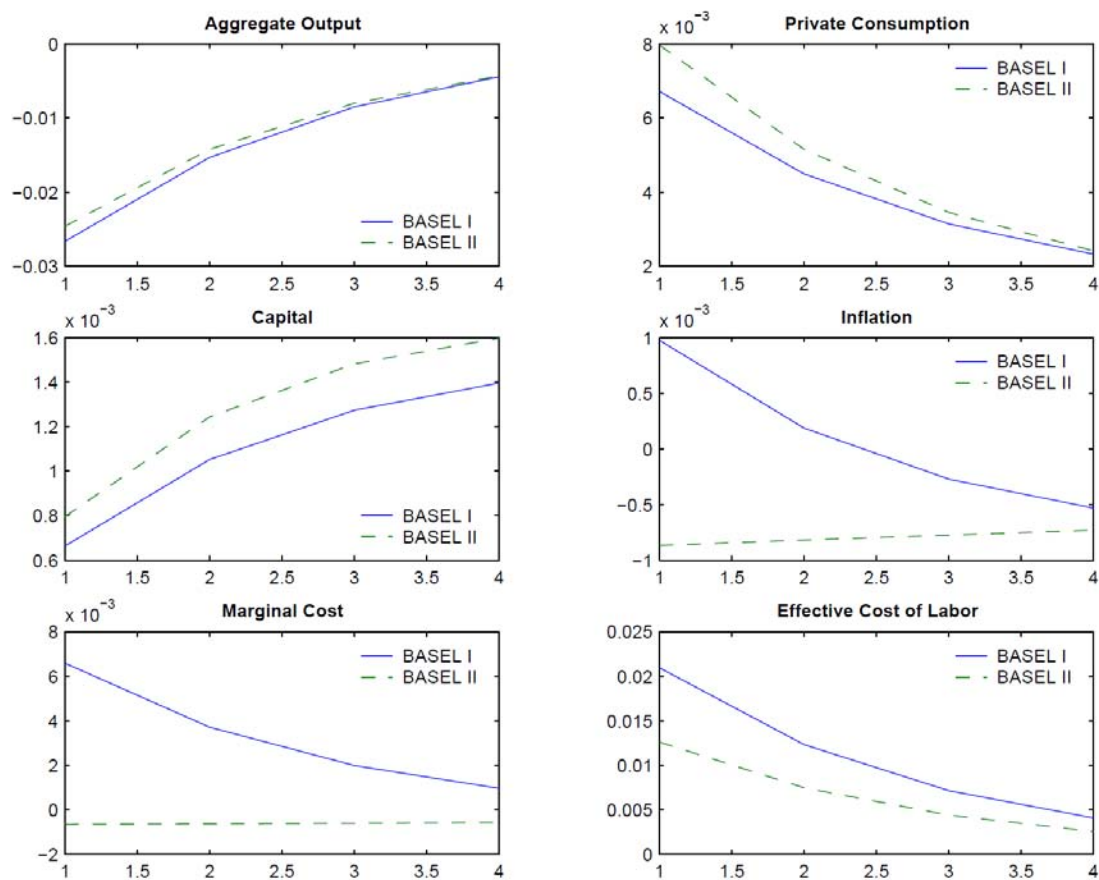 Aggregate Output
0
−0.01
−0.02
−0.03
BASEL I
BASEL II
1 1.5 2 2.5 3 3.5 4
Private Consumption
x 10−3
8
6
4
2
BASEL I
BASEL II
1 1.5 2 2.5 3 3.5 4
Capital
x 10−3
1.6
1.4
1.2
1
0.8
0.6
BASEL I
BASEL II
1 1.5 2 2.5 3 3.5 4
Inflation
x 10−3
1
0.5
0
−0.5
−1
BASEL I
BASEL II
1 1.5 2 2.5 3 3.5 4
Marginal Cost
x 10−3
8
6
4
2
0
−2
BASEL I
BASEL II
1 1.5 2 2.5 3 3.5 4
Effective Cost of Labor
0.025
0.02
0.015
0.01
0.005
0
BASEL I
BASEL II
1 1.5 2 2.5 3 3.5 4